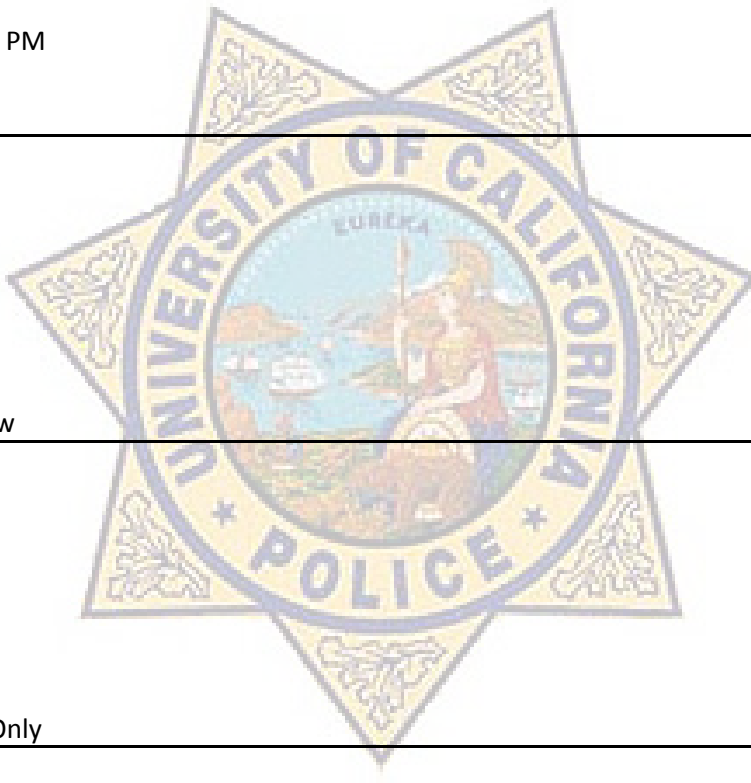 PM
UNIVERSITY OF CALIFORNIA
EUREKA
w
POLICE
Only